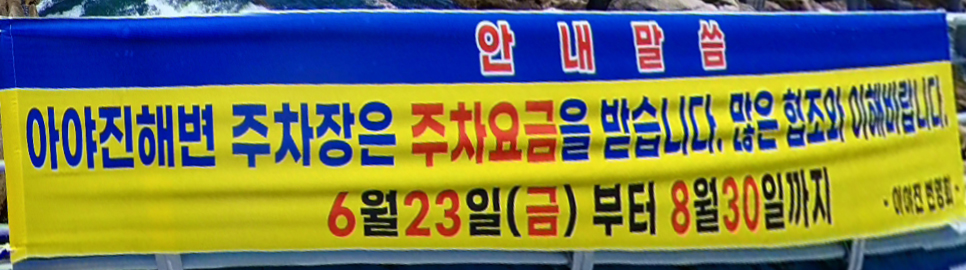 안내말씀
아야진해변 주차장은 주차요금을 받습니다. 많은 협조와 이해바랍니다.
6월23일(금) 부터 8월30일까지
- 아야진 번영회 -